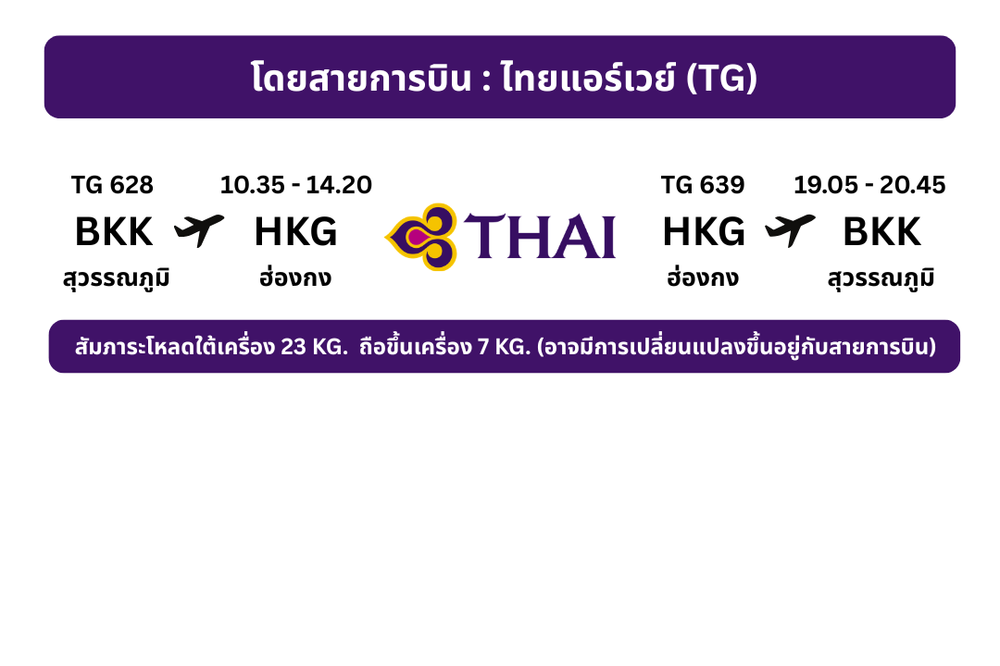 โดยสายการบิน : ไทยแอร์เวย์ (TG)
TG 628 10.35 - 14.20
BKK HKG
สุวรรณภูมิ ฮ่องกง
THAI
TG 639 19.05 - 20.45
HKG BKK
ฮ่องกง สุวรรณภูมิ
สัมภาระโหลดใต้เครื่อง 23 KG. ถือขึ้นเครื่อง 7 KG. (อาจมีการเปลี่ยนแปลงขึ้นอยู่กับสายการบิน)